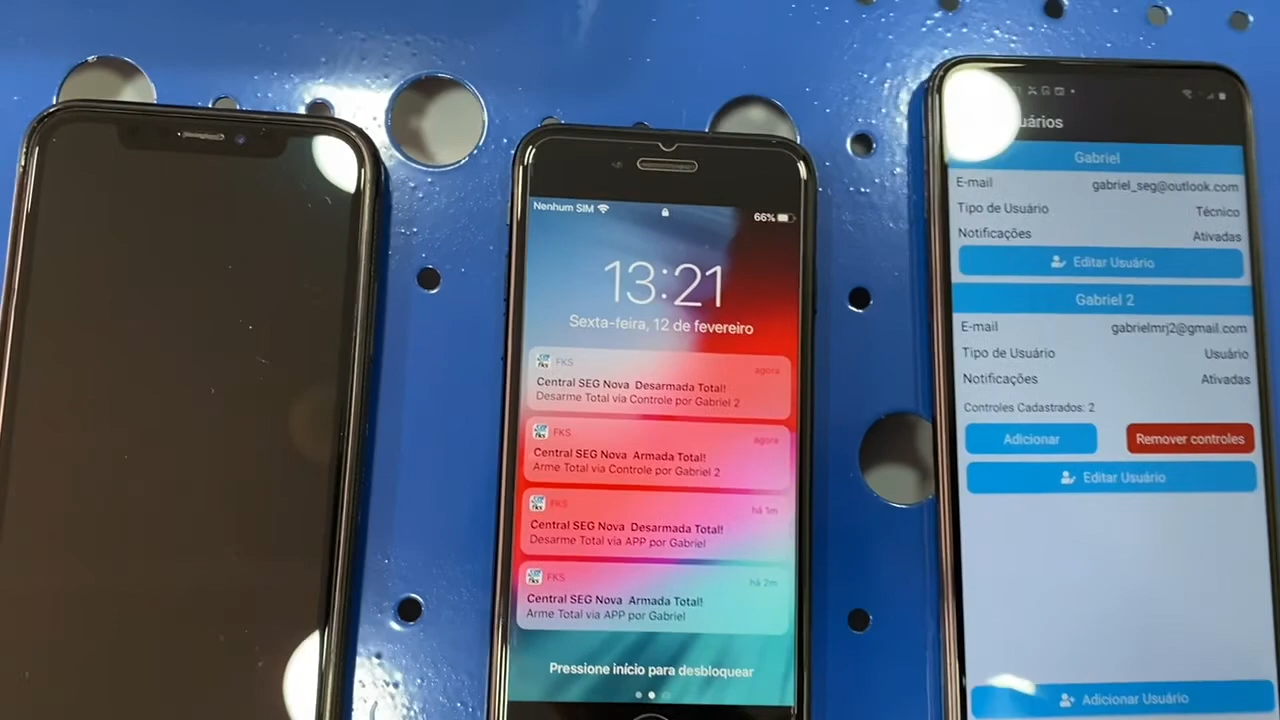 Nenhum SIM
66%
13:21
Sexta-feira, 12 de fevereiro
FKS
agora
Central SEG Nova Desarmada Total!
Desarme Total via Controle por Gabriel 2
FKS
agora
Central SEG Nova Armada Total!
Arme Total via Controle por Gabriel 2
FKS
há 1m
Central SEG Nova Desarmada Total!
Desarme Total via APP por Gabriel
FKS
há 2m
Central SEG Nova Armada Total!
Arme Total via APP por Gabriel
Pressione início para desbloquear
uários
Gabriel
E-mail gabriel_seg@outlook.com
Tipo de Usuário Técnico
Notificações Ativadas
Editar Usuário
Gabriel 2
E-mail gabrielmrj2@gmail.com
Tipo de Usuário Usuário
Notificações Ativadas
Controles Cadastrados: 2
Adicionar Remover controles
Editar Usuário
Adicionar Usuário